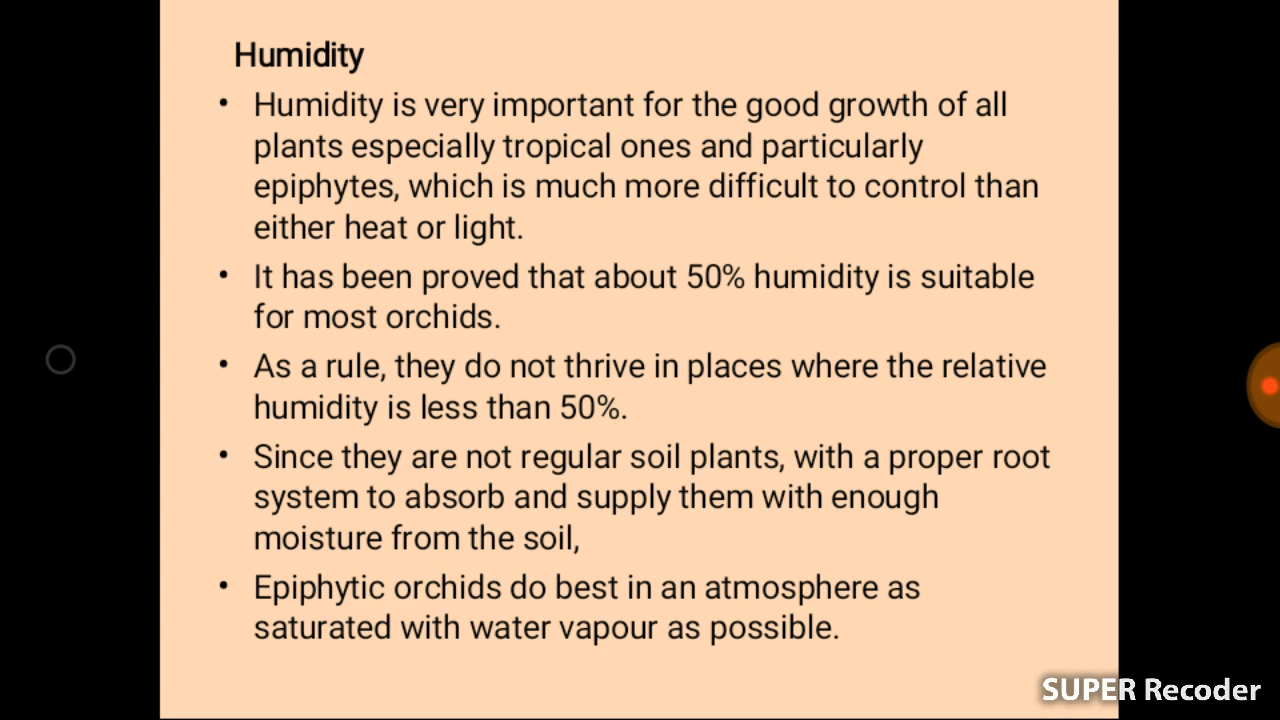 Humidity
• Humidity is very important for the good growth of all
plants especially tropical ones and particularly
epiphytes, which is much more difficult to control than
either heat or light.
• It has been proved that about 50% humidity is suitable
for most orchids.
• As a rule, they do not thrive in places where the relative
humidity is less than 50%.
• Since they are not regular soil plants, with a proper root
system to absorb and supply them with enough
moisture from the soil,
• Epiphytic orchids do best in an atmosphere as
saturated with water vapour as possible.
SUPER Recoder